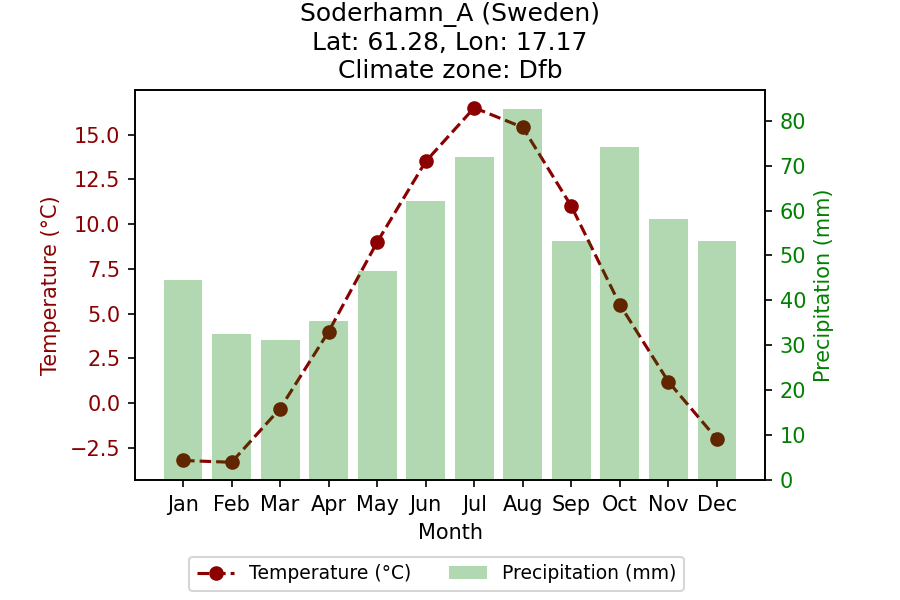 Soderhamn_A (Sweden)
Lat: 61.28, Lon: 17.17
Climate zone: Dfb
Temperature (°C)
15.0
12.5
10.0
7.5
5.0
2.5
0.0
−2.5
80
70
60
50
40
30
20
10
0
Precipitation (mm)
Jan Feb Mar Apr May Jun Jul Aug Sep Oct Nov Dec
Month
Temperature (°C) Precipitation (mm)